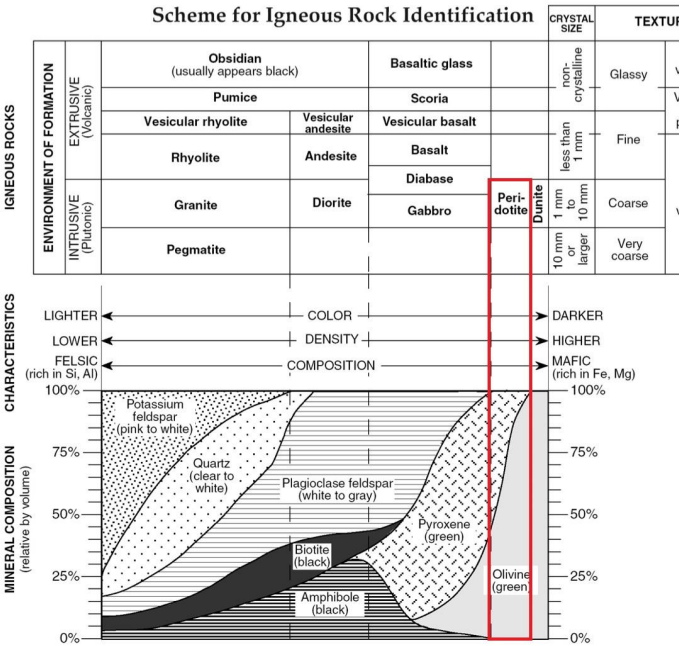 Scheme for Igneous Rock Identification
CRYSTAL
SIZE
TEXTUR
IGNEOUS ROCKS
ENVIRONMENT OF FORMATION
EXTRUSIVE
(Volcanic)
Obsidian
(usually appears black)
Basaltic glass
non-
crystalline
Glassy
Pumice
Scoria
Vesicular rhyolite
Vesicular
andesite
Vesicular basalt
less than
1 mm
Fine
Rhyolite
Andesite
Basalt
Diabase
INTRUSIVE
(Plutonic)
Granite
Diorite
Gabbro
Peri-
dotite
Dunite
1 mm
to
10 mm
Coarse
Pegmatite
10 mm
or
larger
Very
coarse
CHARACTERISTICS
LIGHTER
COLOR
DARKER
LOWER
DENSITY
HIGHER
FELSIC
(rich in Si, Al)
COMPOSITION
MAFIC
(rich in Fe, Mg)
MINERAL COMPOSITION
(relative by volume)
100%
100%
Potassium
feldspar
(pink to white)
75%
75%
Quartz
(clear to
white)
Plagioclase feldspar
(white to gray)
50%
50%
Pyroxene
(green)
Biotite
(black)
25%
25%
Olivine
(green)
Amphibole
(black)
0%
0%